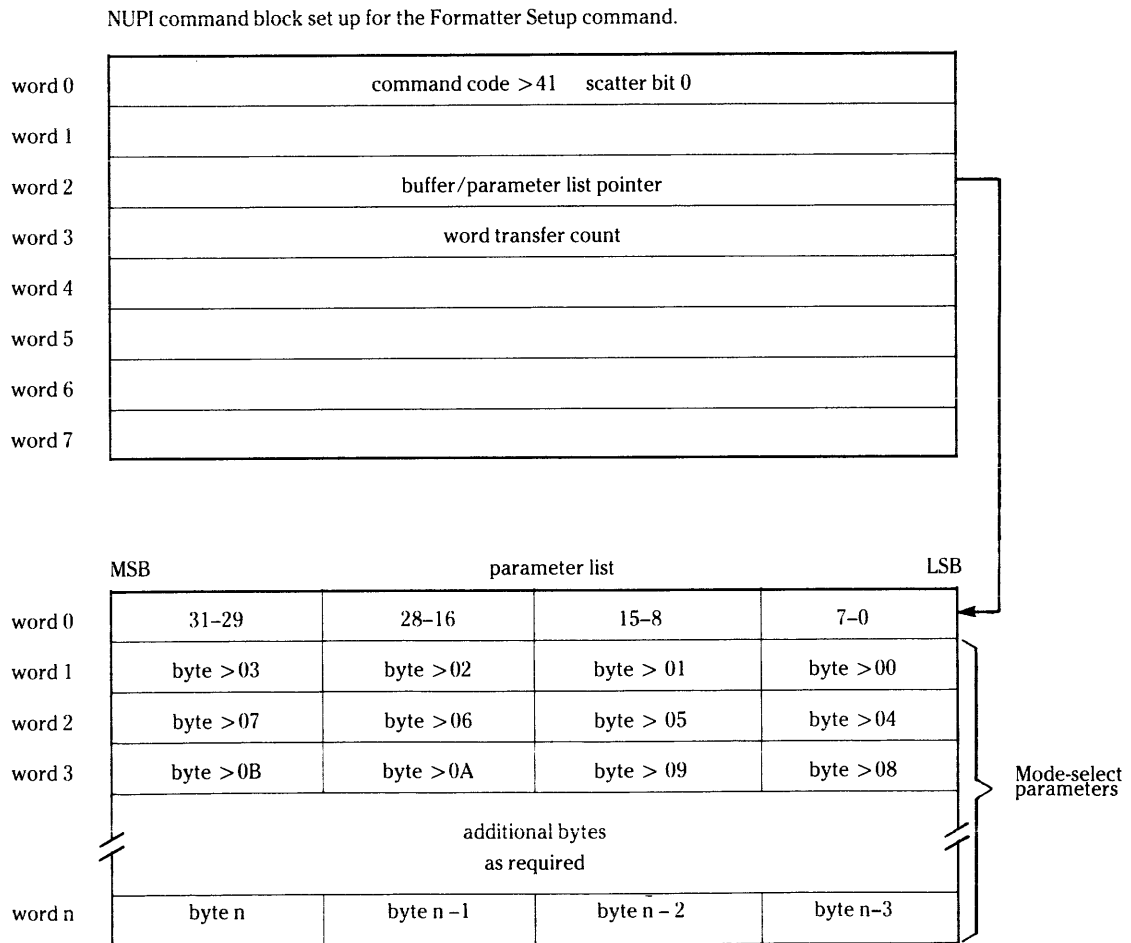 NUPI command block set up for the Formatter Setup command.
word 0 command code >41 scatter bit 0
word 1
word 2 buffer/parameter list pointer
word 3 word transfer count
word 4
word 5
word 6
word 7
MSB parameter list LSB
word 0 31–29 28–16 15–8 7–0
word 1 byte >03 byte >02 byte > 01 byte >00
word 2 byte >07 byte >06 byte > 05 byte >04
word 3 byte >0B byte >0A byte > 09 byte >08
Mode-select
parameters
additional bytes
as required
word n byte n byte n –1 byte n – 2 byte n–3